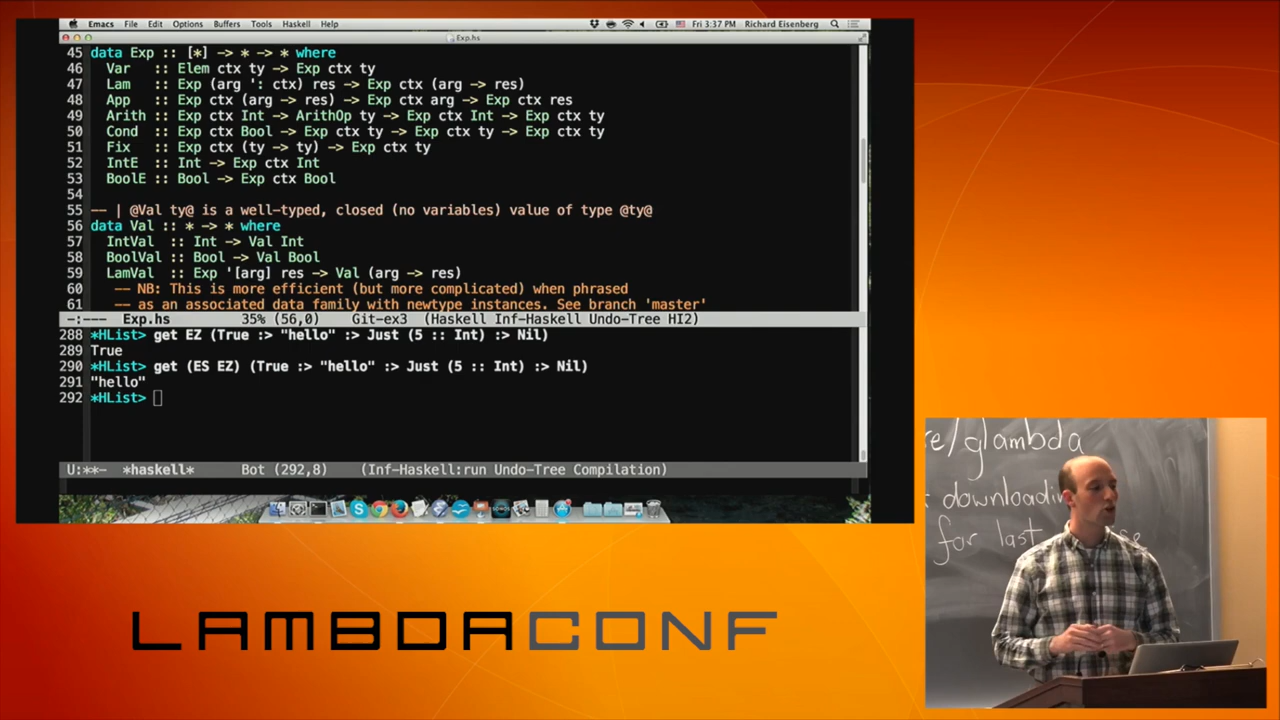 Emacs File Edit Options Buffers Tools Haskell Help Fri 3:37 PM Richard Eisenberg
Exp.hs
45 data Exp :: [*] -> * -> * where
46 Var :: Elem ctx ty -> Exp ctx ty
47 Lam :: Exp (arg ': ctx) res -> Exp ctx (arg -> res)
48 App :: Exp ctx (arg -> res) -> Exp ctx arg -> Exp ctx res
49 Arith :: Exp ctx Int -> ArithOp ty -> Exp ctx Int -> Exp ctx ty
50 Cond :: Exp ctx Bool -> Exp ctx ty -> Exp ctx ty -> Exp ctx ty
51 Fix :: Exp ctx (ty -> ty) -> Exp ctx ty
52 IntE :: Int -> Exp ctx Int
53 BoolE :: Bool -> Exp ctx Bool
54
55 -- | @Val ty@ is a well-typed, closed (no variables) value of type @ty@
56 data Val :: * -> * where
57 IntVal :: Int -> Val Int
58 BoolVal :: Bool -> Val Bool
59 LamVal :: Exp '[arg] res -> Val (arg -> res)
60 -- NB: This is more efficient (but more complicated) when phrased
61 -- as an associated data family with newtype instances. See branch 'master'
-:--- Exp.hs 35% (56,0) Git-ex3 (Haskell Inf-Haskell Undo-Tree HI2)
288 *HList> get EZ (True :> "hello" :> Just (5 :: Int) :> Nil)
289 True
290 *HList> get (ES EZ) (True :> "hello" :> Just (5 :: Int) :> Nil)
291 "hello"
292 *HList>
U:**- *haskell* Bot (292,8) (Inf-Haskell:run Undo-Tree Compilation)
/glambda
downloadin
for last
LAMBDACONF